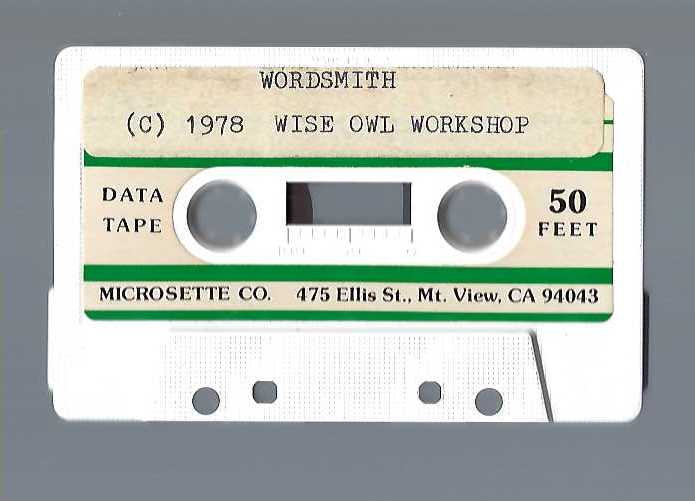 WORDSMITH
(C) 1978 WISE OWL WORKSHOP
DATA
TAPE
50
FEET
MICROSETTE CO. 475 Ellis St., Mt. View, CA 94043